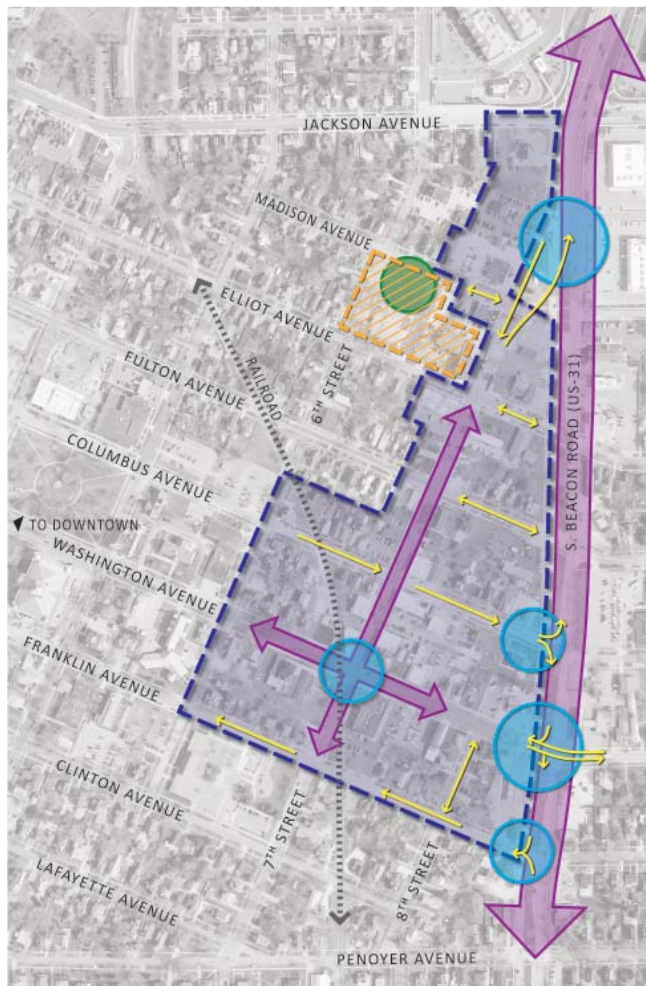 JACKSON AVENUE
MADISON AVENUE
ELLIOT AVENUE
6TH STREET
RAILROAD
FULTON AVENUE
S. BEACON ROAD (US-31)
COLUMBUS AVENUE
TO DOWNTOWN
WASHINGTON AVENUE
FRANKLIN AVENUE
CLINTON AVENUE
7TH STREET
8TH STREET
LAFAYETTE AVENUE
PENOYER AVENUE